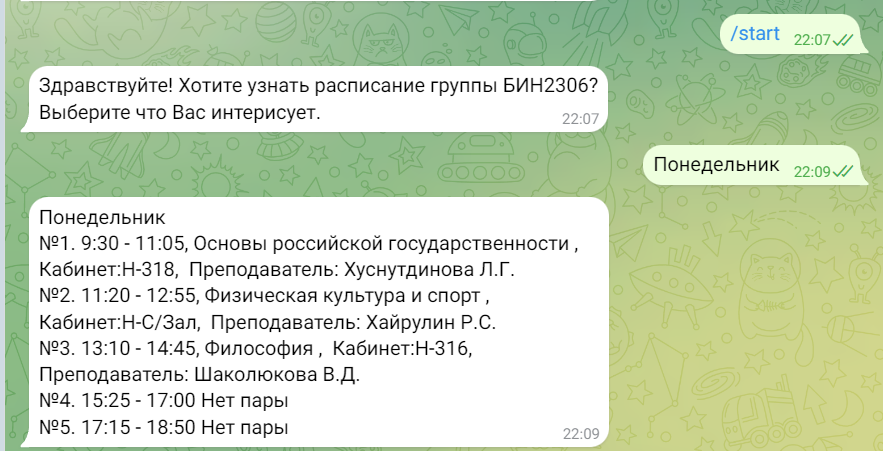 /start 22:07
Здравствуйте! Хотите узнать расписание группы БИН2306?
Выберите что Вас интерисует.
22:07
Понедельник 22:09
Понедельник
№1. 9:30 - 11:05, Основы российской государственности ,
Кабинет:Н-318,  Преподаватель: Хуснутдинова Л.Г.
№2. 11:20 - 12:55, Физическая культура и спорт ,
Кабинет:Н-С/Зал,  Преподаватель: Хайрулин Р.С.
№3. 13:10 - 14:45, Философия ,  Кабинет:Н-316,
Преподаватель: Шаколюкова В.Д.
№4. 15:25 - 17:00 Нет пары
№5. 17:15 - 18:50 Нет пары
22:09